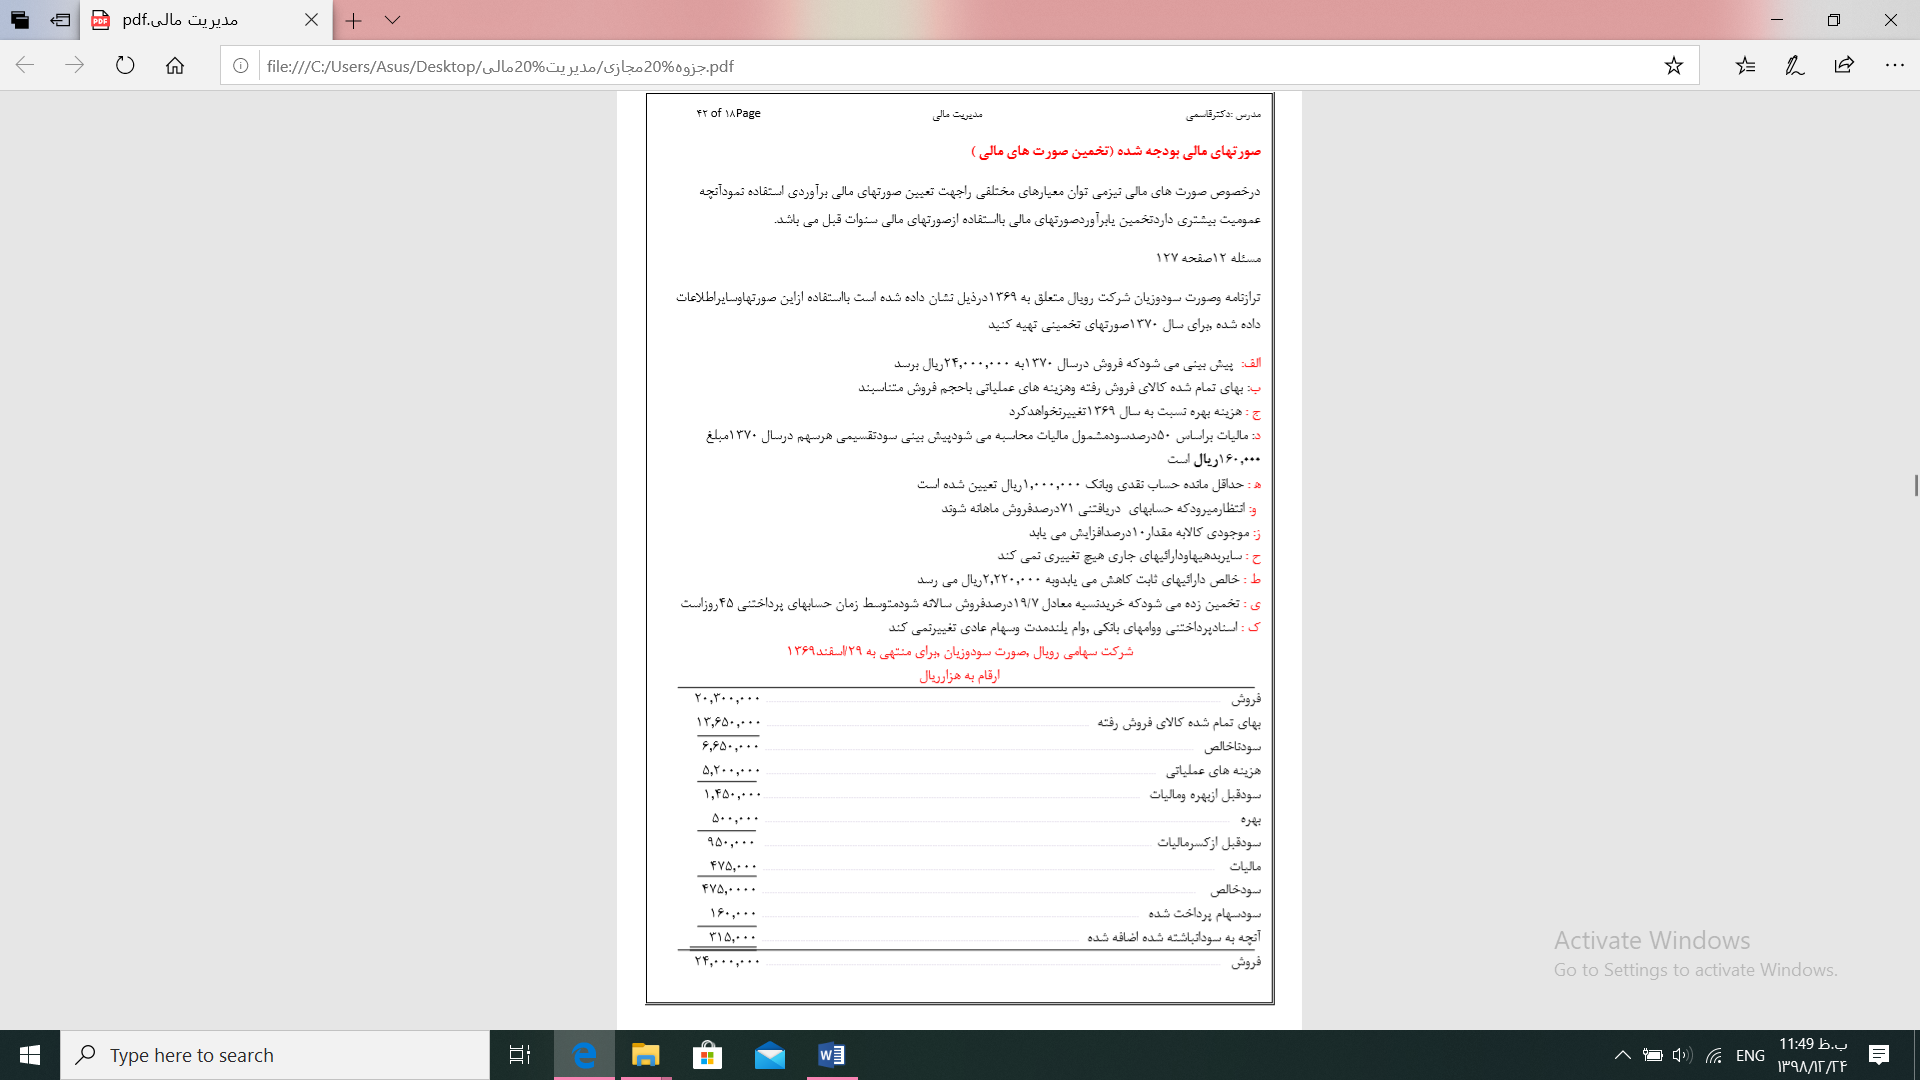 مدیریت مالی.pdf
file:///C:/Users/Asus/Desktop/جزوه%20مجازی/مدیریت%20مالی.pdf
مدرس :دکترقاسمی
مدیریت مالی
۴۲ of ۱۸Page
صورتهای مالی بودجه شده (تخمین صورت های مالی )
درخصوص صورت های مالی نیزمی توان معیارهای مختلفی راجهت تعیین صورتهای مالی برآوردی استفاده نمودآنچه
عمومیت بیشتری داردتخمین یابرآوردصورتهای مالی بااستفاده ازصورتهای مالی سنوات قبل می باشد.
مسئله ۱۲صفحه ۱۲۷
ترازنامه وصورت سودوزیان شرکت رویال متعلق به ۱۳۶۹درذیل نشان داده شده است بااستفاده ازاین صورتهاوسایراطلاعات
داده شده ,برای سال ۱۳۷۰صورتهای تخمینی تهیه کنید
الف: پیش بینی می شودکه فروش درسال ۱۳۷۰به ۲۴,۰۰۰,۰۰۰ریال برسد
ب: بهای تمام شده کالای فروش رفته وهزینه های عملیاتی باحجم فروش متناسبند
ج : هزینه بهره نسبت به سال ۱۳۶۹تغییرنخواهدکرد
د: مالیات براساس ۵۰درصدسودمشمول مالیات محاسبه می شودپیش بینی سودتقسیمی هرسهم درسال ۱۳۷۰مبلغ
۱۶۰,۰۰۰ریال است
ه : حداقل مانده حساب نقدی وبانک ۱,۰۰۰,۰۰۰ریال تعیین شده است
و: انتظارمیرودکه حسابهای دریافتنی ۷۱درصدفروش ماهانه شوند
ز: موجودی کالابه مقدار۱۰درصدافزایش می یابد
ح : سایربدهیهاودارائیهای جاری هیچ تغییری نمی کند
ط : خالص دارائیهای ثابت کاهش می یابدوبه ۲,۲۲۰,۰۰۰ریال می رسد
ی : تخمین زده می شودکه خریدنسیه معادل ۱۹/۷درصدفروش سالانه شودمتوسط زمان حسابهای پرداختنی ۴۵روزاست
ک : اسنادپرداختنی ووامهای بانکی ,وام بلندمدت وسهام عادی تغییرنمی کند
شرکت سهامی رویال ,صورت سودوزیان ,برای منتهی به ۲۹/اسفند۱۳۶۹
ارقام به هزارریال
فروش ۲۰,۳۰۰,۰۰۰
بهای تمام شده کالای فروش رفته ۱۳,۶۵۰,۰۰۰
سودناخالص ۶,۶۵۰,۰۰۰
هزینه های عملیاتی ۵,۲۰۰,۰۰۰
سودقبل ازبهره ومالیات ۱,۴۵۰,۰۰۰
بهره ۵۰۰,۰۰۰
سودقبل ازکسرمالیات ۹۵۰,۰۰۰
مالیات ۴۷۵,۰۰۰
سودخالص ۴۷۵,۰۰۰۰
سودسهام پرداخت شده ۱۶۰,۰۰۰
آنچه به سودانباشته شده اضافه شده ۳۱۵,۰۰۰
فروش ۲۴,۰۰۰,۰۰۰
Activate Windows
Go to Settings to activate Windows.
Type here to search
ENG
11:49 ب.ظ
۱۳۹۸/۱۲/۲۴